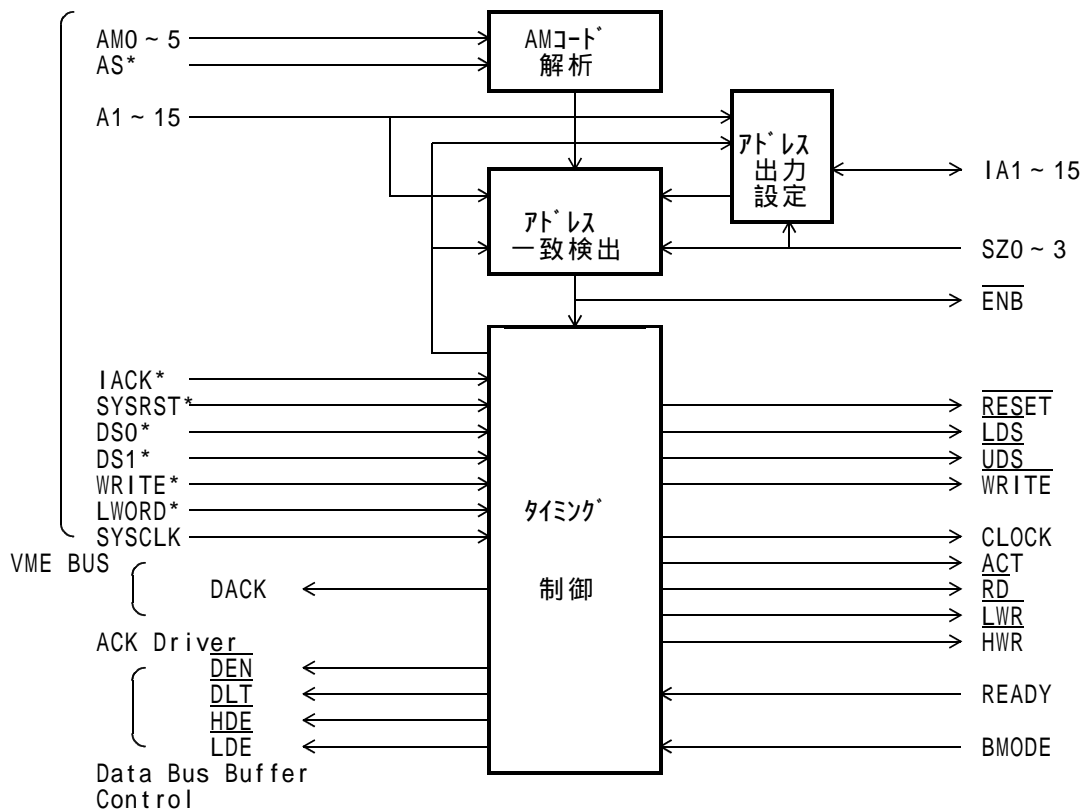 AM0 ~ 5
AS*
A1 ~ 15
AMコード
解析
アドレス
出力
設定
IA1 ~ 15
アドレス
一致検出
SZ0 ~ 3
ENB
IACK*
SYSRST*
DS0*
DS1*
WRITE*
LWORD*
SYSCLK
VME BUS
タイミング
制御
RESET
LDS
UDS
WRITE
CLOCK
ACT
RD
LWR
HWR
READY
BMODE
DACK
ACK Driver
DEN
DLT
HDE
LDE
Data Bus Buffer
Control